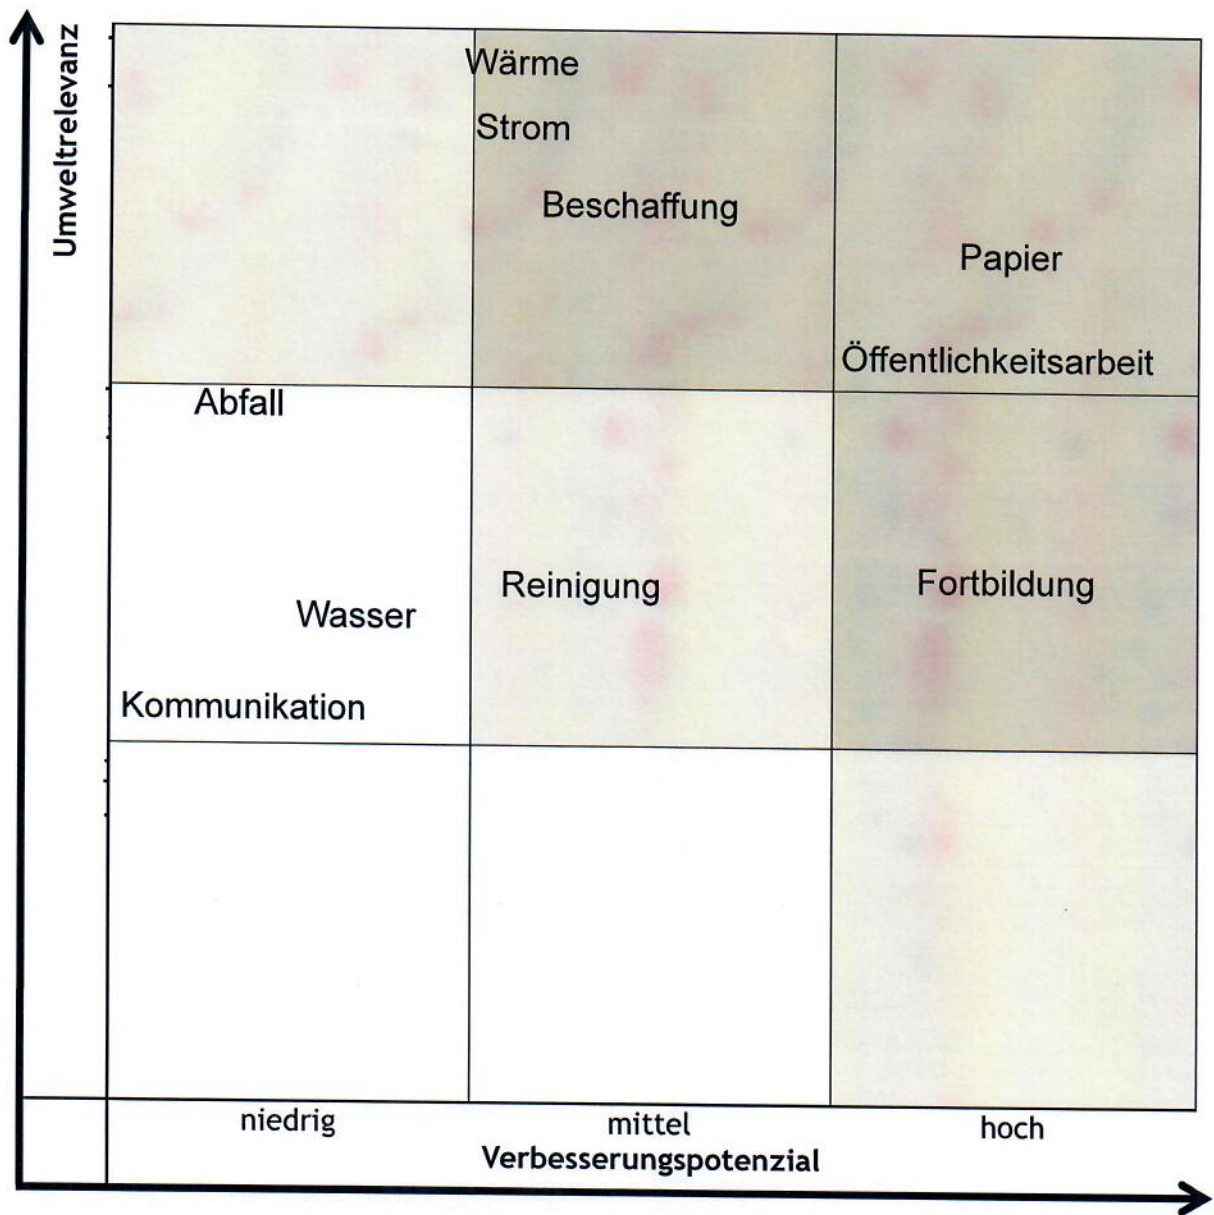 Umweltrelevanz
Wärme
Strom
Beschaffung
Papier
Öffentlichkeitsarbeit
Abfall
Reinigung
Fortbildung
Wasser
Kommunikation
niedrig
mittel
hoch
Verbesserungspotenzial